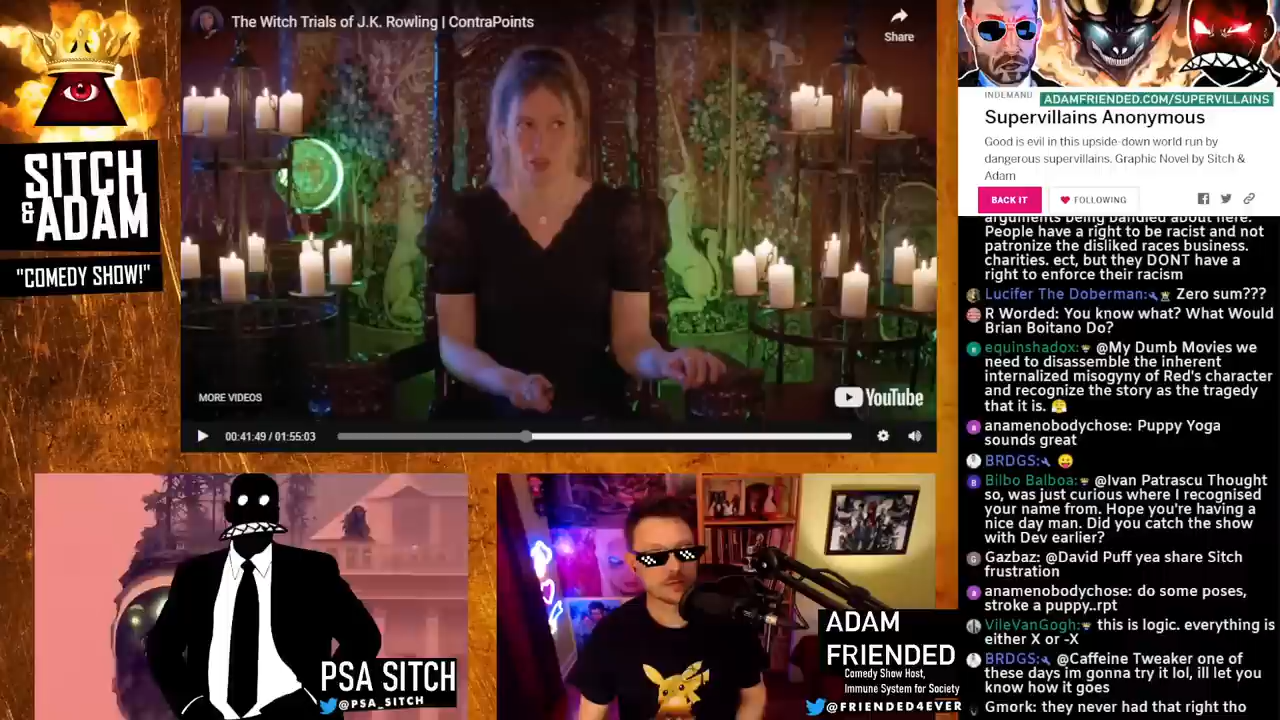 The Witch Trials of J.K. Rowling | ContraPoints
Share
MORE VIDEOS
YouTube
00:41:49 / 01:55:03
SITCH
& ADAM
"COMEDY SHOW!"
PSA SITCH
@PSA_SITCH
ADAM
FRIENDED
Comedy Show Host,
Immune System for Society
@FRIENDED4EVER
INDEMAND
ADAMFRIENDED.COM/SUPERVILLAINS
Supervillains Anonymous
Good is evil in this upside-down world run by
dangerous supervillains. Graphic Novel by Sitch &
Adam
BACK IT
FOLLOWING
arguments being bandied about here.
People have a right to be racist and not
patronize the disliked races business.
charities. ect, but they DONT have a
right to enforce their racism
Lucifer The Doberman: Zero sum???
R Worded: You know what? What Would
Brian Boitano Do?
equinshadox: @My Dumb Movies we
need to disassemble the inherent
internalized misogyny of Red's character
and recognize the story as the tragedy
that it is.
anamenobodychose: Puppy Yoga
sounds great
BRDGS:
Bilbo Balboa: @Ivan Patrascu Thought
so, was just curious where I recognised
your name from. Hope you're having a
nice day man. Did you catch the show
with Dev earlier?
Gazbaz: @David Puff yea share Sitch
frustration
anamenobodychose: do some poses,
stroke a puppy..rpt
VileVanGogh: this is logic. everything is
either X or -X
BRDGS: @Caffeine Tweaker one of
these days im gonna try it lol, ill let you
know how it goes
Gmork: they never had that right tho